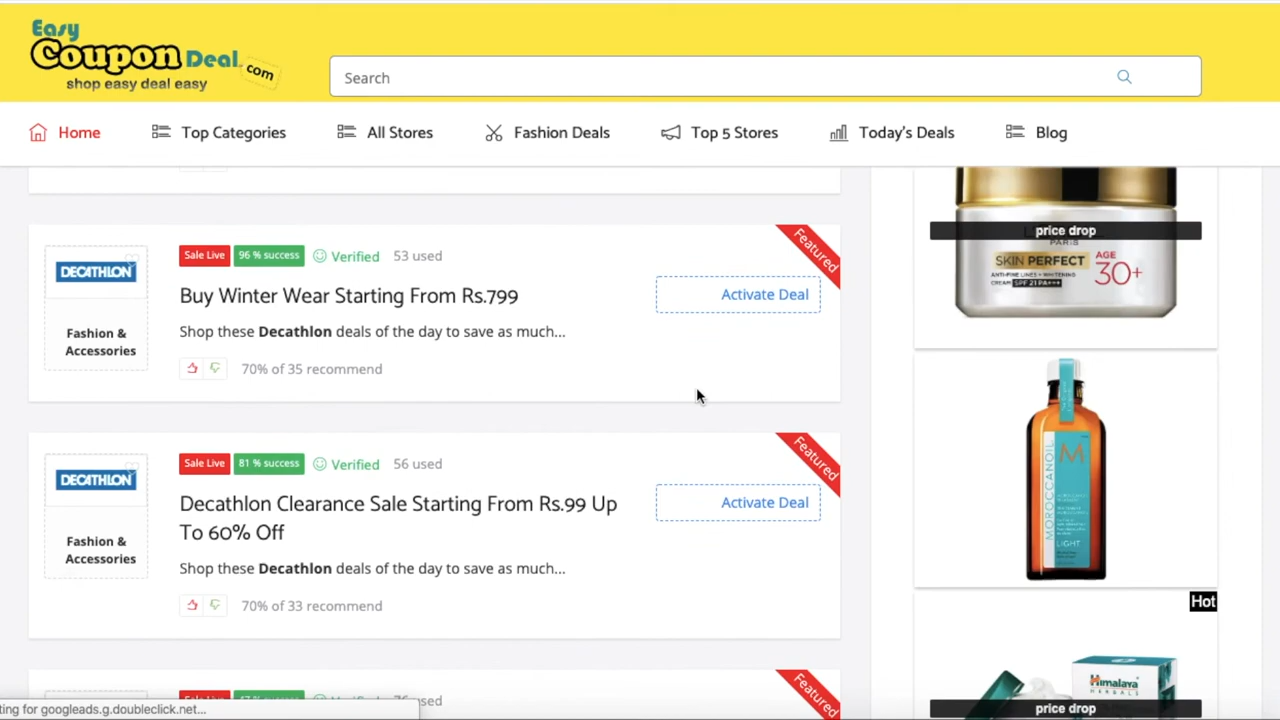 Easy
Coupon Deal.com
shop easy deal easy
Search
Home
Top Categories
All Stores
Fashion Deals
Top 5 Stores
Today's Deals
Blog
DECATHLON
Fashion &
Accessories
Sale Live
96 % success
Verified
53 used
Buy Winter Wear Starting From Rs.799
Shop these Decathlon deals of the day to save as much...
70% of 35 recommend
Activate Deal
Featured
DECATHLON
Fashion &
Accessories
Sale Live
81 % success
Verified
56 used
Decathlon Clearance Sale Starting From Rs.99 Up
To 60% Off
Shop these Decathlon deals of the day to save as much...
70% of 33 recommend
Activate Deal
Featured
Featured
price drop
PARIS
SKIN PERFECT
AGE
30+
ANTI-FINE LINES + WHITENING
CREAM SPF 21 PA+++
MOROCCANOIL
M
LIGHT
Hot
Himalaya
HERBALS
price drop
ting for googleads.g.doubleclick.net...